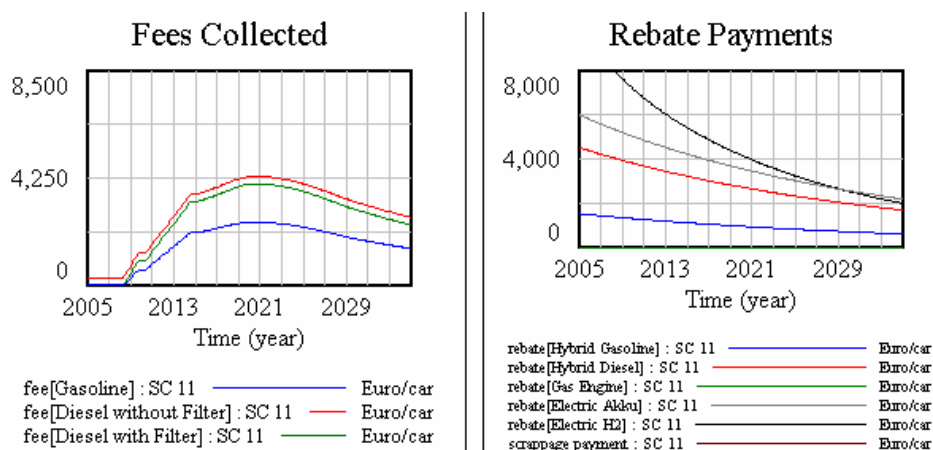 Fees Collected
8,500
4,250
0
2005 2013 2021 2029
Time (year)
fee[Gasoline] : SC 11 Euro/car
fee[Diesel without Filter] : SC 11 Euro/car
fee[Diesel with Filter] : SC 11 Euro/car
Rebate Payments
8,000
4,000
0
2005 2013 2021 2029
Time (year)
rebate[Hybrid Gasoline] : SC 11 Euro/car
rebate[Hybrid Diesel] : SC 11 Euro/car
rebate[Gas Engine] : SC 11 Euro/car
rebate[Electric Akku] : SC 11 Euro/car
rebate[Electric H2] : SC 11 Euro/car
scrappage payment : SC 11 Euro/car